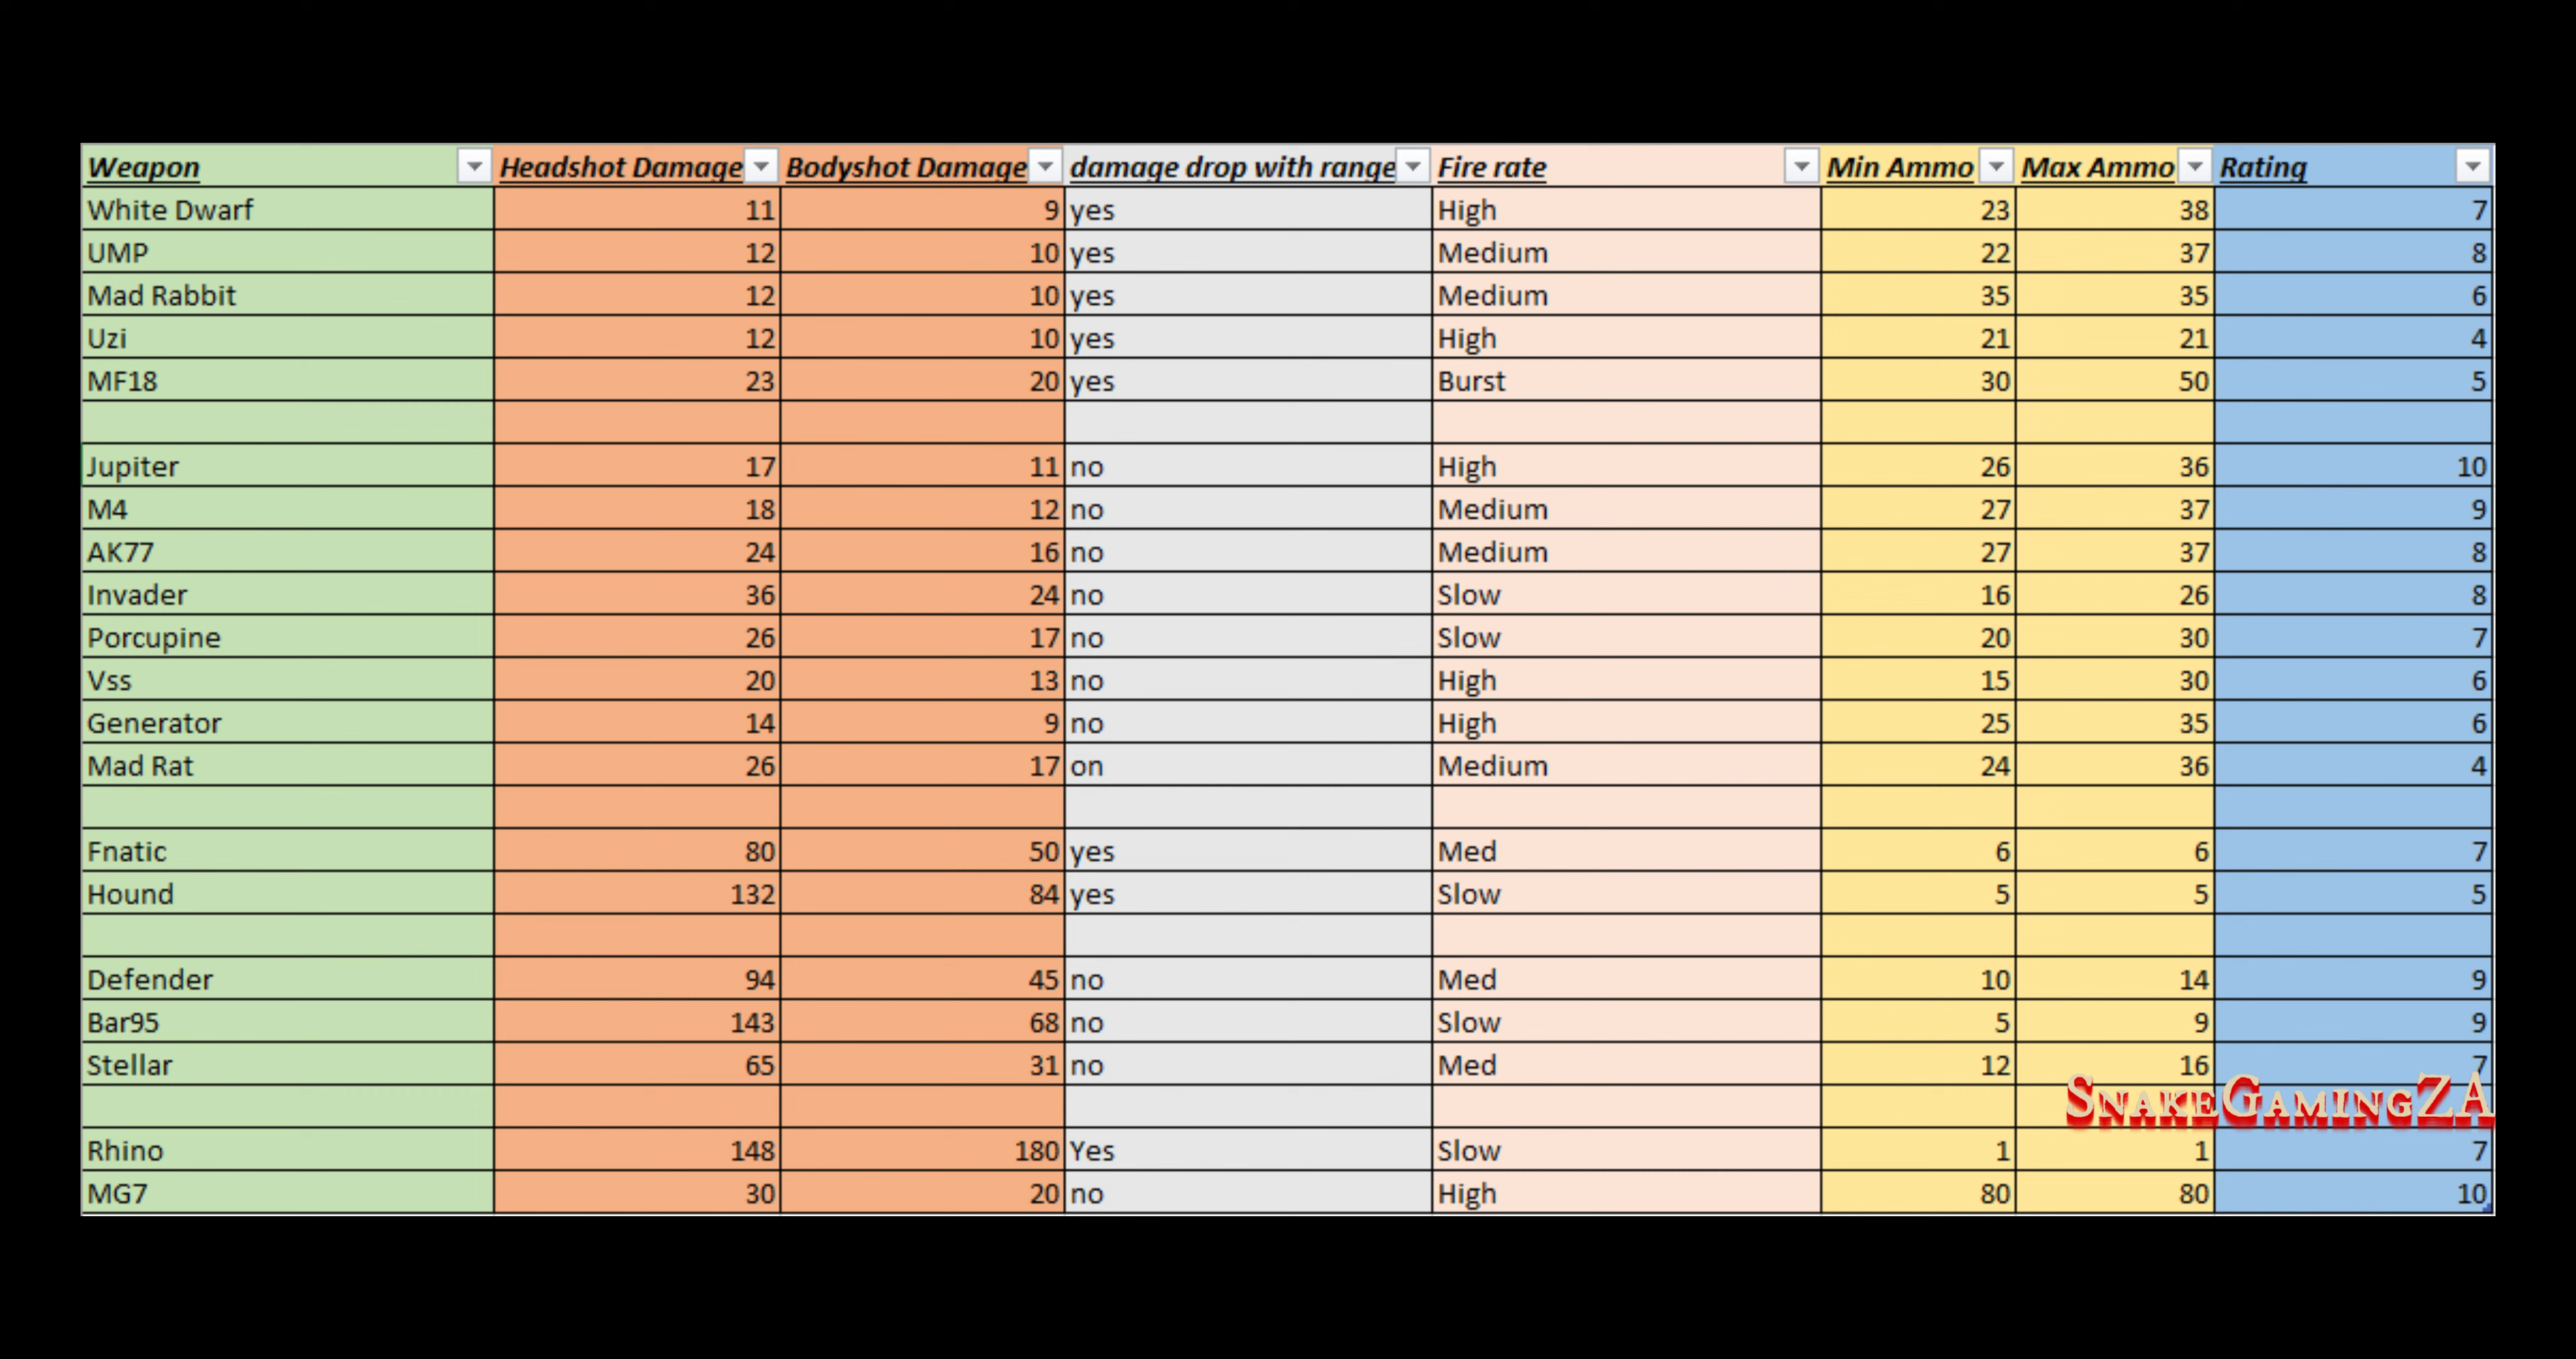 Weapon Headshot Damage Bodyshot Damage damage drop with range Fire rate Min Ammo Max Ammo Rating
White Dwarf 11 9 yes High 23 38 7
UMP 12 10 yes Medium 22 37 8
Mad Rabbit 12 10 yes Medium 35 35 6
Uzi 12 10 yes High 21 21 4
MF18 23 20 yes Burst 30 50 5
Jupiter 17 11 no High 26 36 10
M4 18 12 no Medium 27 37 9
AK77 24 16 no Medium 27 37 8
Invader 36 24 no Slow 16 26 8
Porcupine 26 17 no Slow 20 30 7
Vss 20 13 no High 15 30 6
Generator 14 9 no High 25 35 6
Mad Rat 26 17 on Medium 24 36 4
Fnatic 80 50 yes Med 6 6 7
Hound 132 84 yes Slow 5 5 5
Defender 94 45 no Med 10 14 9
Bar95 143 68 no Slow 5 9 9
Stellar 65 31 no Med 12 16 7
SnakeGamingZA
Rhino 148 180 Yes Slow 1 1 7
MG7 30 20 no High 80 80 10